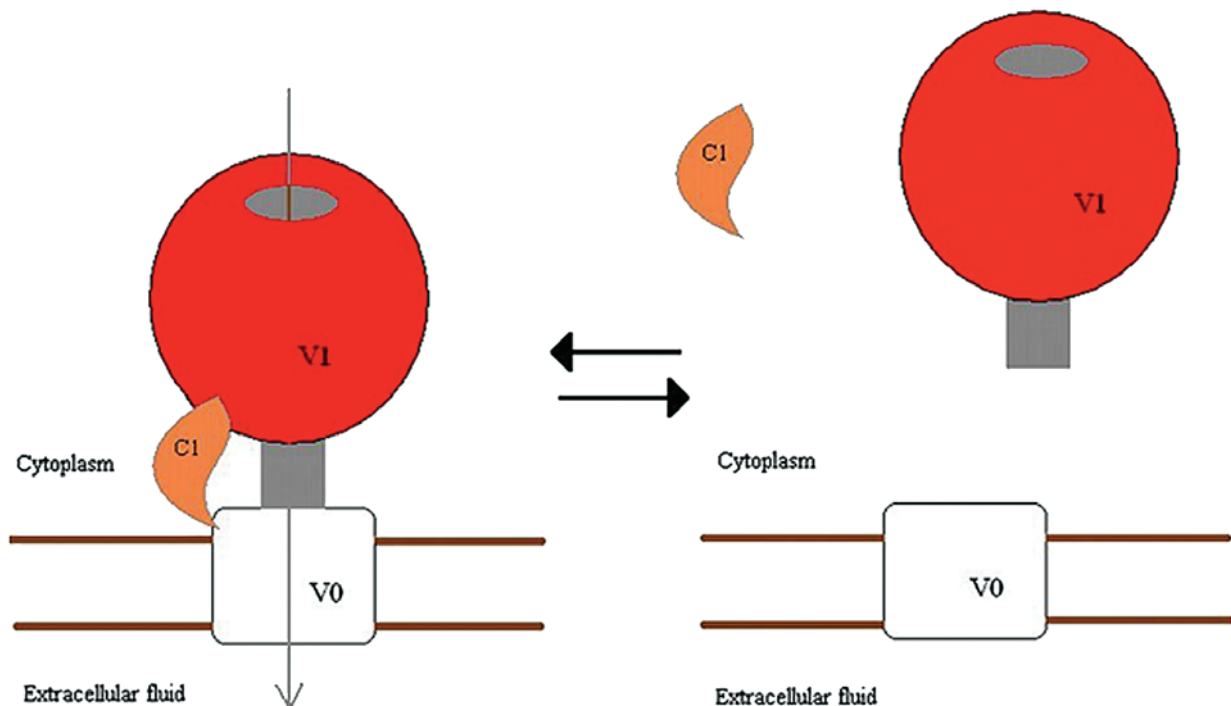 V1
C1
Cytoplasm
V0
Extracellular fluid
C1
V1
Cytoplasm
V0
Extracellular fluid